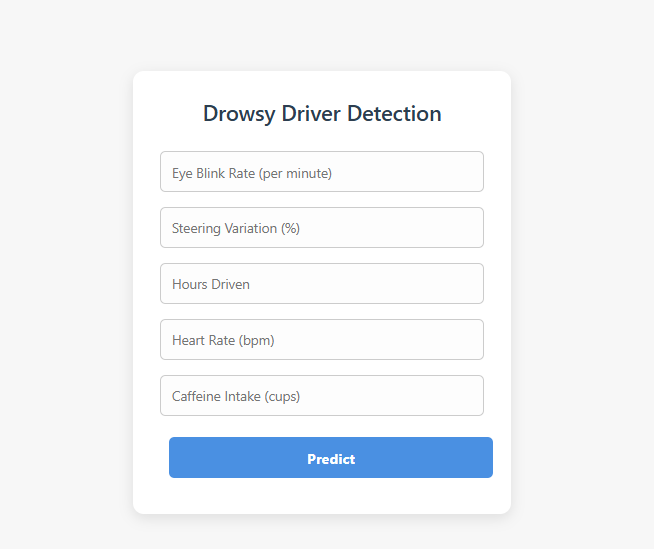 Drowsy Driver Detection
Eye Blink Rate (per minute)
Steering Variation (%)
Hours Driven
Heart Rate (bpm)
Caffeine Intake (cups)
Predict